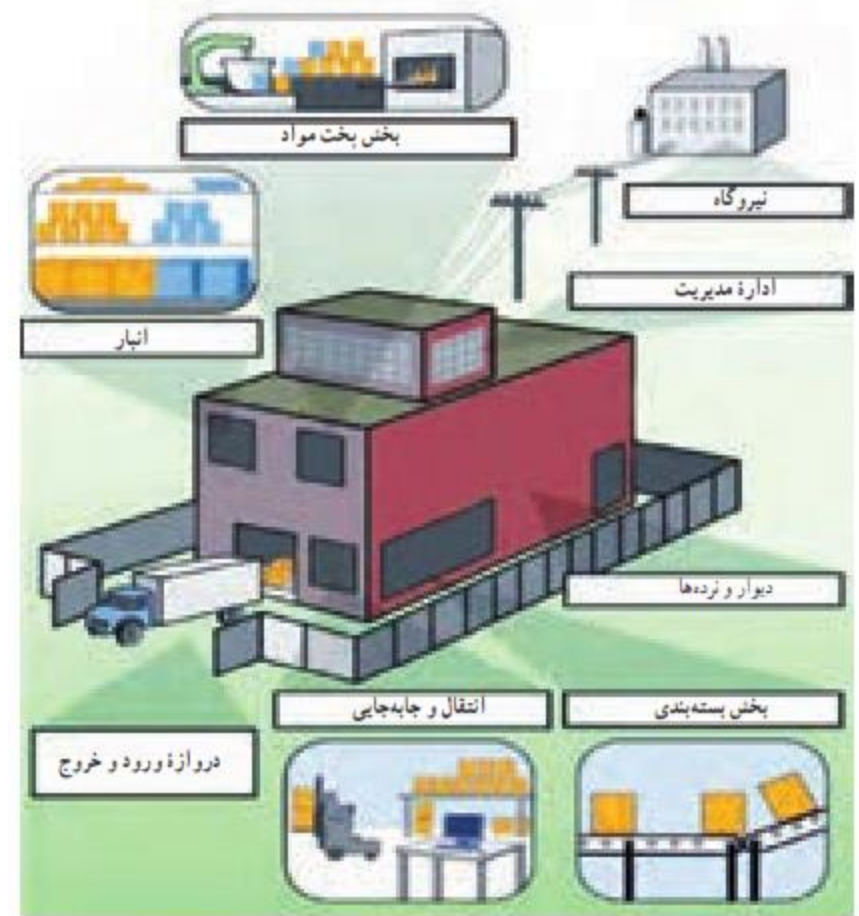 بخش پخت مواد
نیروگاه
ادارهٔ مدیریت
انبار
دیوار و نرده‌ها
انتقال و جابه‌جایی
بخش بسته‌بندی
دروازهٔ ورود و خروج